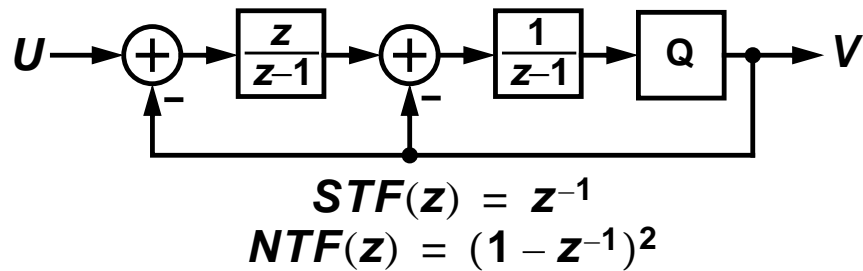 U + z/z−1 + 1/z−1 Q V
− −
STF(z) = z⁻¹
NTF(z) = (1 − z⁻¹)²